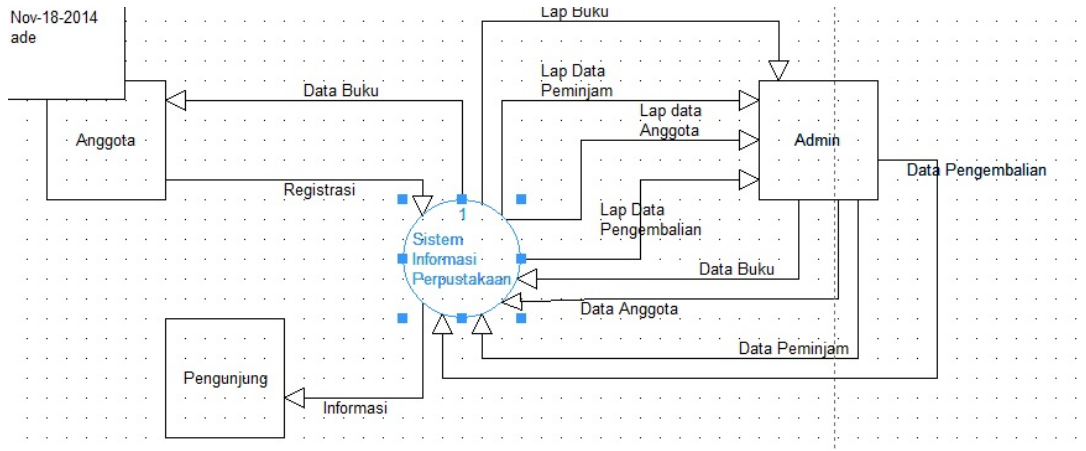 Nov-18-2014
ade
Lap Buku
Lap Data
Peminjam
Data Buku
Lap data
Anggota
Anggota
Admin
Data Pengembalian
Registrasi
1
Sistem
Informasi
Perpustakaan
Lap Data
Pengembalian
Data Buku
Data Anggota
Data Peminjam
Pengunjung
Informasi